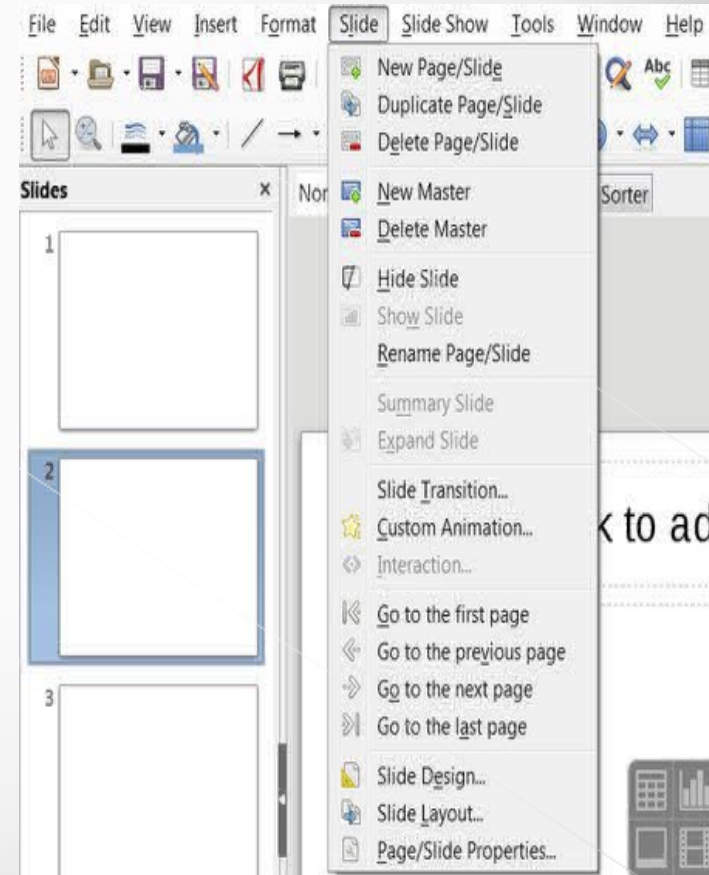 File Edit View Insert Format Slide Slide Show Tools Window Help
Abc
Slides x
Nor
Sorter
1
2
3
New Page/Slide
Duplicate Page/Slide
Delete Page/Slide
New Master
Delete Master
Hide Slide
Show Slide
Rename Page/Slide
Summary Slide
Expand Slide
Slide Transition...
Custom Animation...
Interaction...
Go to the first page
Go to the previous page
Go to the next page
Go to the last page
Slide Design...
Slide Layout...
Page/Slide Properties...
k to ad